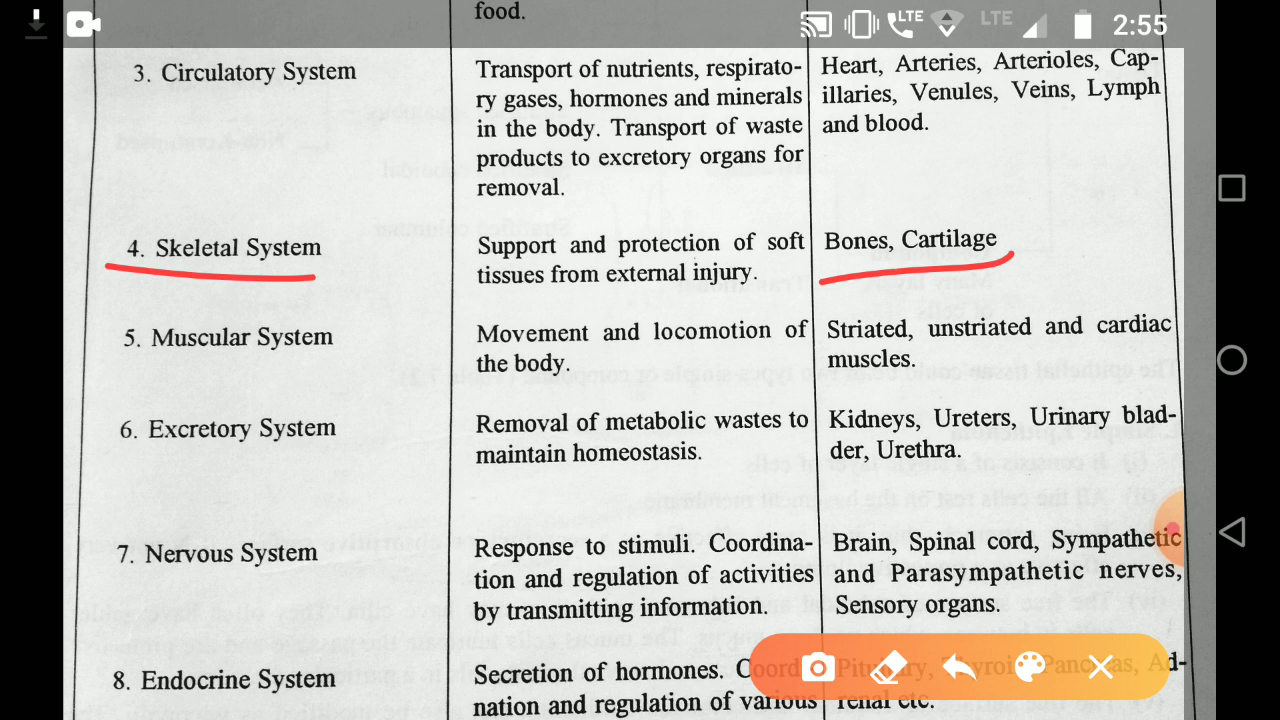 food.
LTE LTE 2:55
3. Circulatory System
Transport of nutrients, respirato-
ry gases, hormones and minerals
in the body. Transport of waste
products to excretory organs for
removal.
Heart, Arteries, Arterioles, Cap-
illaries, Venules, Veins, Lymph
and blood.
4. Skeletal System
Support and protection of soft
tissues from external injury.
Bones, Cartilage
5. Muscular System
Movement and locomotion of
the body.
Striated, unstriated and cardiac
muscles.
6. Excretory System
Removal of metabolic wastes to
maintain homeostasis.
Kidneys, Ureters, Urinary blad-
der, Urethra.
7. Nervous System
Response to stimuli. Coordina-
tion and regulation of activities
by transmitting information.
Brain, Spinal cord, Sympathetic
and Parasympathetic nerves,
Sensory organs.
8. Endocrine System
Secretion of hormones. Coordi-
nation and regulation of various
Pituitary, Thyroid, Pancreas, Ad-
renal etc.